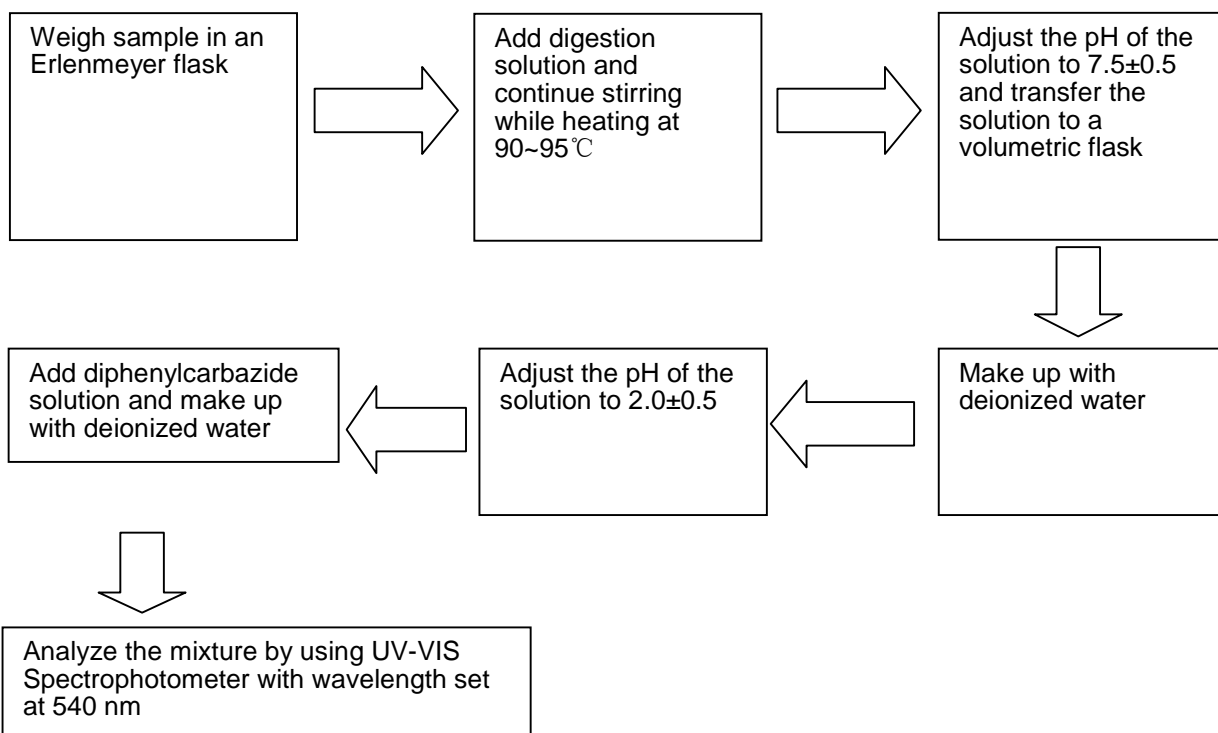 Weigh sample in an
Erlenmeyer flask
Add digestion
solution and
continue stirring
while heating at
90~95℃
Adjust the pH of the
solution to 7.5±0.5
and transfer the
solution to a
volumetric flask
Make up with
deionized water
Adjust the pH of the
solution to 2.0±0.5
Add diphenylcarbazide
solution and make up
with deionized water
Analyze the mixture by using UV-VIS
Spectrophotometer with wavelength set
at 540 nm